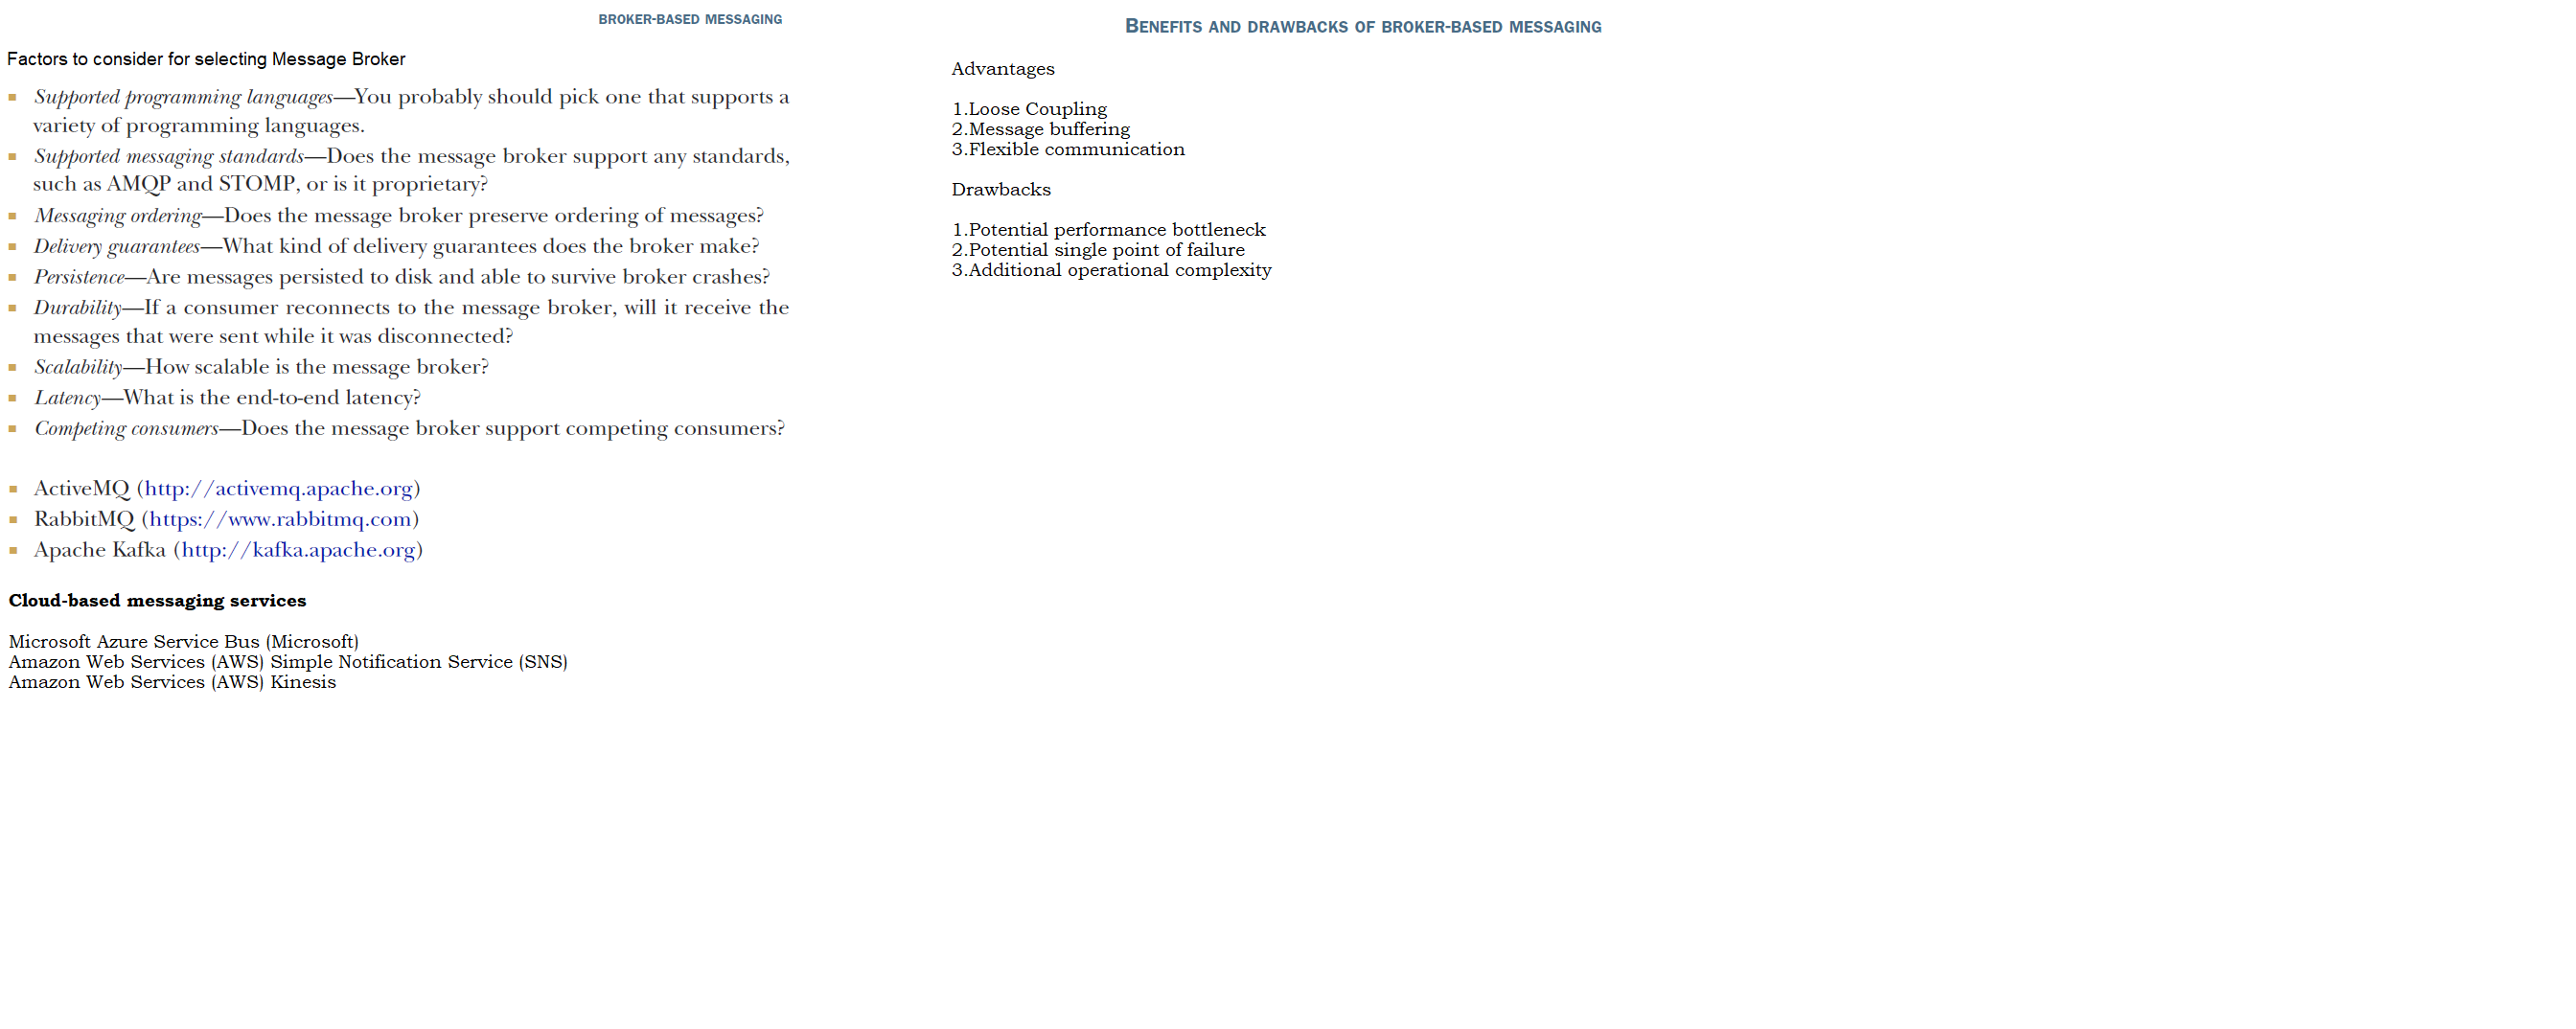 BROKER-BASED MESSAGING
Factors to consider for selecting Message Broker
▪ Supported programming languages—You probably should pick one that supports a
variety of programming languages.
▪ Supported messaging standards—Does the message broker support any standards,
such as AMQP and STOMP, or is it proprietary?
▪ Messaging ordering—Does the message broker preserve ordering of messages?
▪ Delivery guarantees—What kind of delivery guarantees does the broker make?
▪ Persistence—Are messages persisted to disk and able to survive broker crashes?
▪ Durability—If a consumer reconnects to the message broker, will it receive the
messages that were sent while it was disconnected?
▪ Scalability—How scalable is the message broker?
▪ Latency—What is the end-to-end latency?
▪ Competing consumers—Does the message broker support competing consumers?
▪ ActiveMQ (http://activemq.apache.org)
▪ RabbitMQ (https://www.rabbitmq.com)
▪ Apache Kafka (http://kafka.apache.org)
Cloud-based messaging services
Microsoft Azure Service Bus (Microsoft)
Amazon Web Services (AWS) Simple Notification Service (SNS)
Amazon Web Services (AWS) Kinesis
BENEFITS AND DRAWBACKS OF BROKER-BASED MESSAGING
Advantages
1.Loose Coupling
2.Message buffering
3.Flexible communication
Drawbacks
1.Potential performance bottleneck
2.Potential single point of failure
3.Additional operational complexity